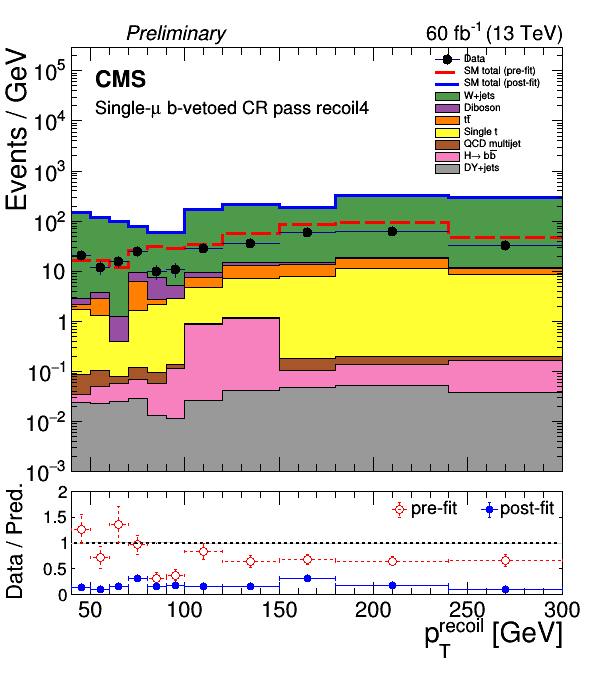 Preliminary 60 fb⁻¹ (13 TeV)
Events / GeV
10⁵
10⁴
10³
10²
10
1
10⁻¹
10⁻²
10⁻³
CMS
Single-μ b-vetoed CR pass recoil4
Data
SM total (pre-fit)
SM total (post-fit)
W+jets
Diboson
tt̅
Single t
QCD multijet
H→ bb̅
DY+jets
Data / Pred.
2
1.5
1
0.5
0
pre-fit post-fit
50 100 150 200 250 300
p_T^recoil [GeV]